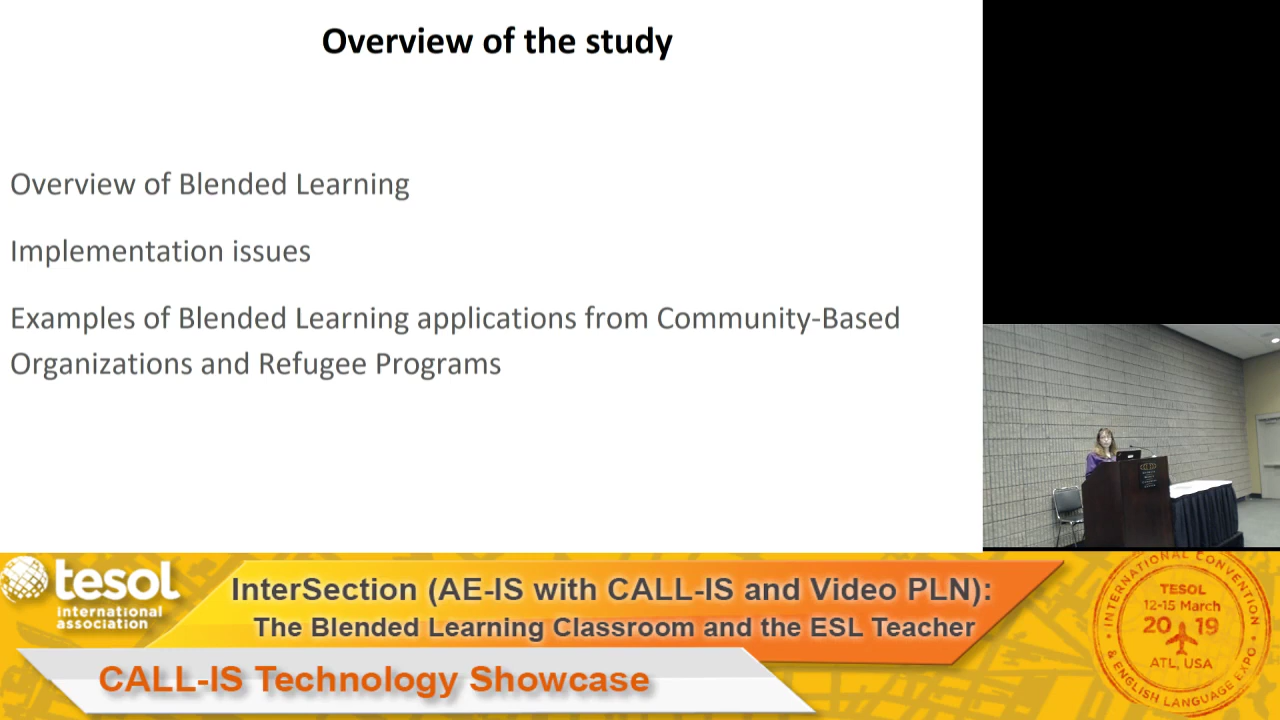 Overview of the study
Overview of Blended Learning
Implementation issues
Examples of Blended Learning applications from Community-Based
Organizations and Refugee Programs
tesol
international
association
InterSection (AE-IS with CALL-IS and Video PLN):
The Blended Learning Classroom and the ESL Teacher
CALL-IS Technology Showcase
INTERNATIONAL CONVENTION
TESOL
12-15 March
20 19
ATL, USA
& ENGLISH LANGUAGE EXPO